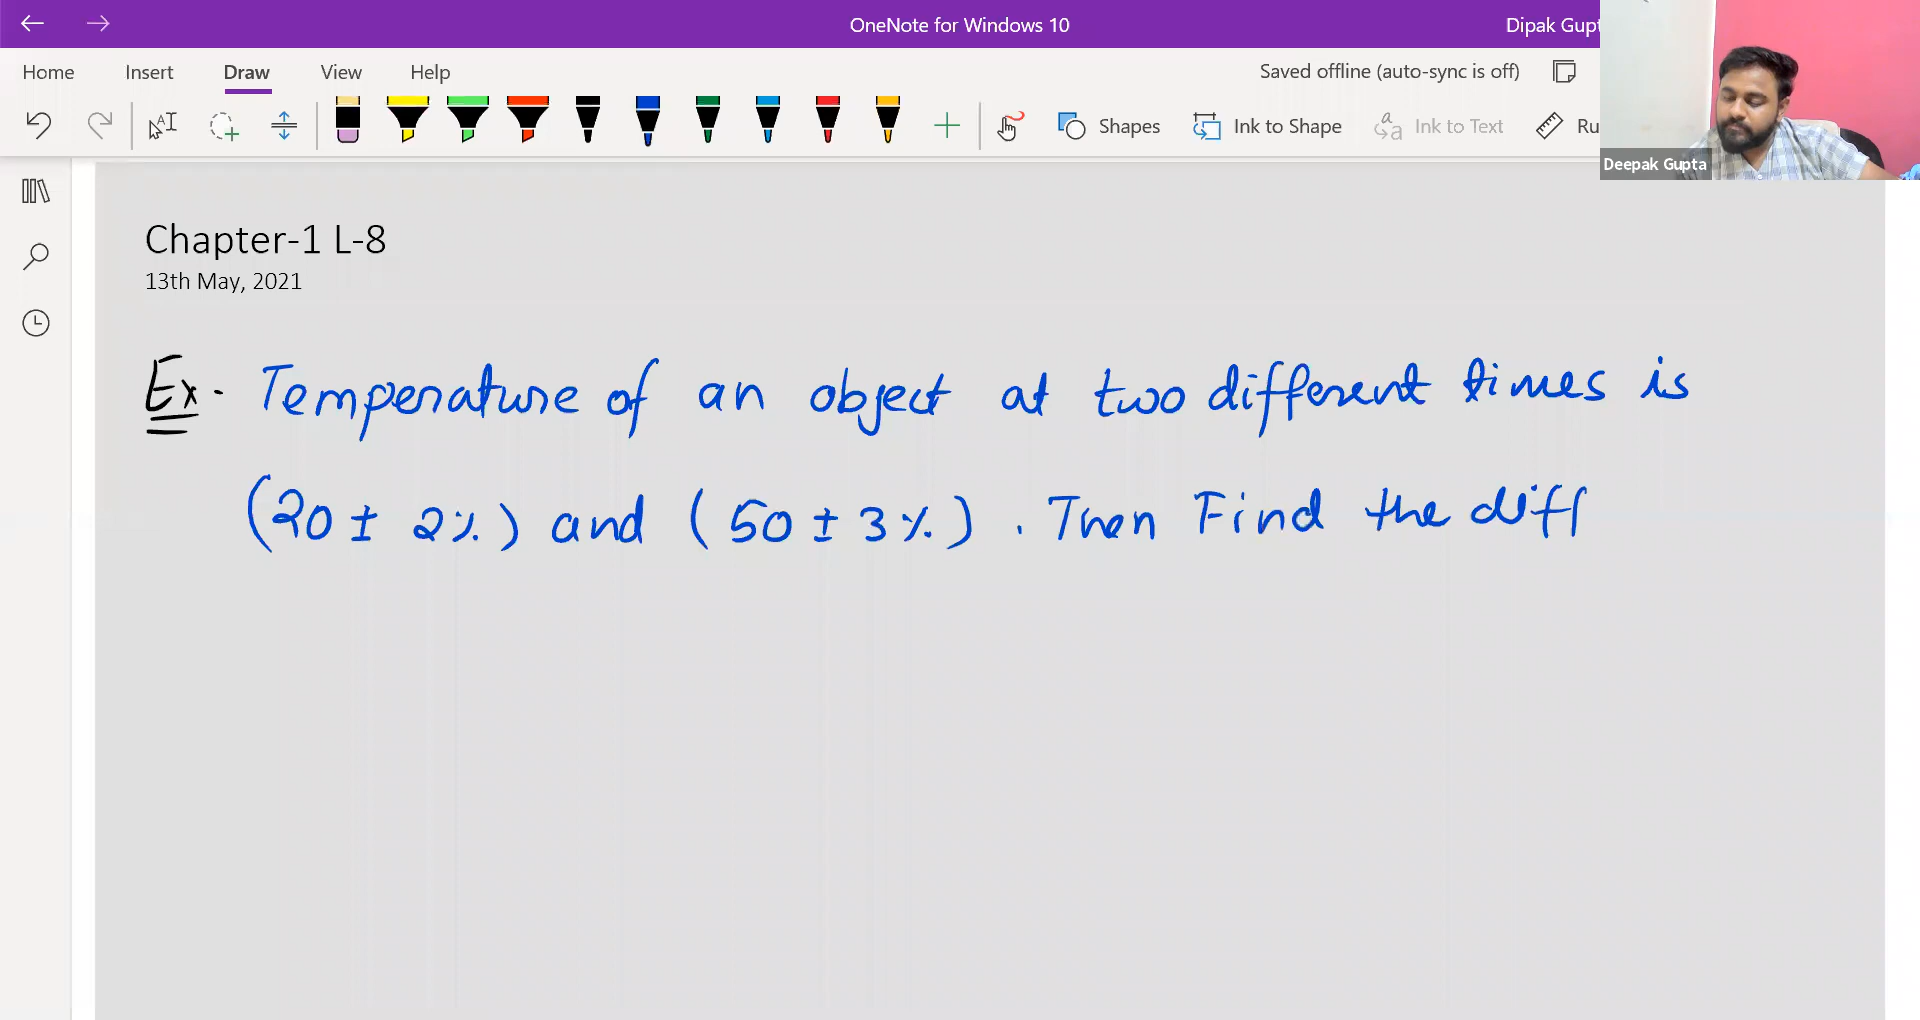 OneNote for Windows 10
Dipak Gupt
Home Insert Draw View Help
Saved offline (auto-sync is off)
Shapes Ink to Shape Ink to Text Ru
Deepak Gupta
Chapter-1 L-8
13th May, 2021
Ex. Temperature of an object at two different times is
(20 ± 2%) and (50 ± 3%). Then Find the diff